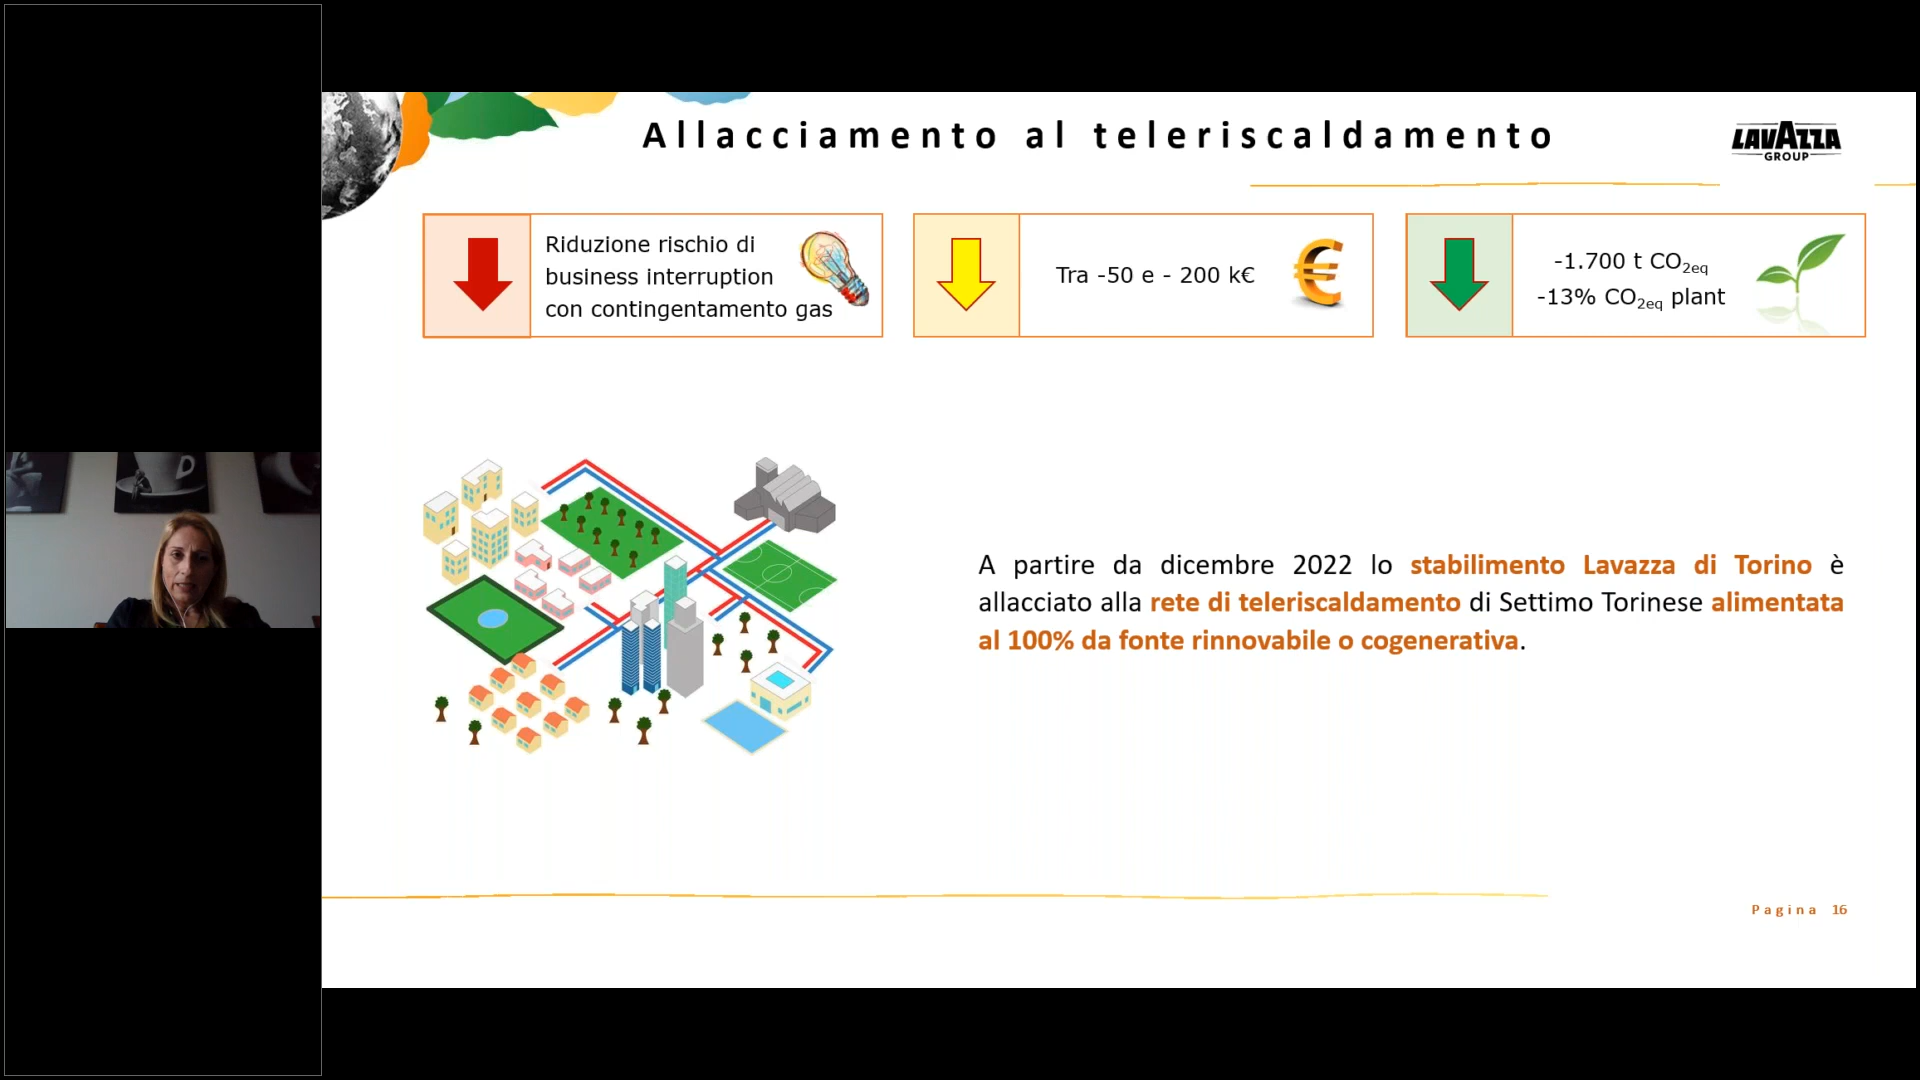 Allacciamento al teleriscaldamento
LAVAZZA
GROUP
Riduzione rischio di
business interruption
con contingentamento gas
Tra -50 e - 200 k€
-1.700 t CO2eq
-13% CO2eq plant
A partire da dicembre 2022 lo stabilimento Lavazza di Torino è
allacciato alla rete di teleriscaldamento di Settimo Torinese alimentata
al 100% da fonte rinnovabile o cogenerativa.
Pagina 16